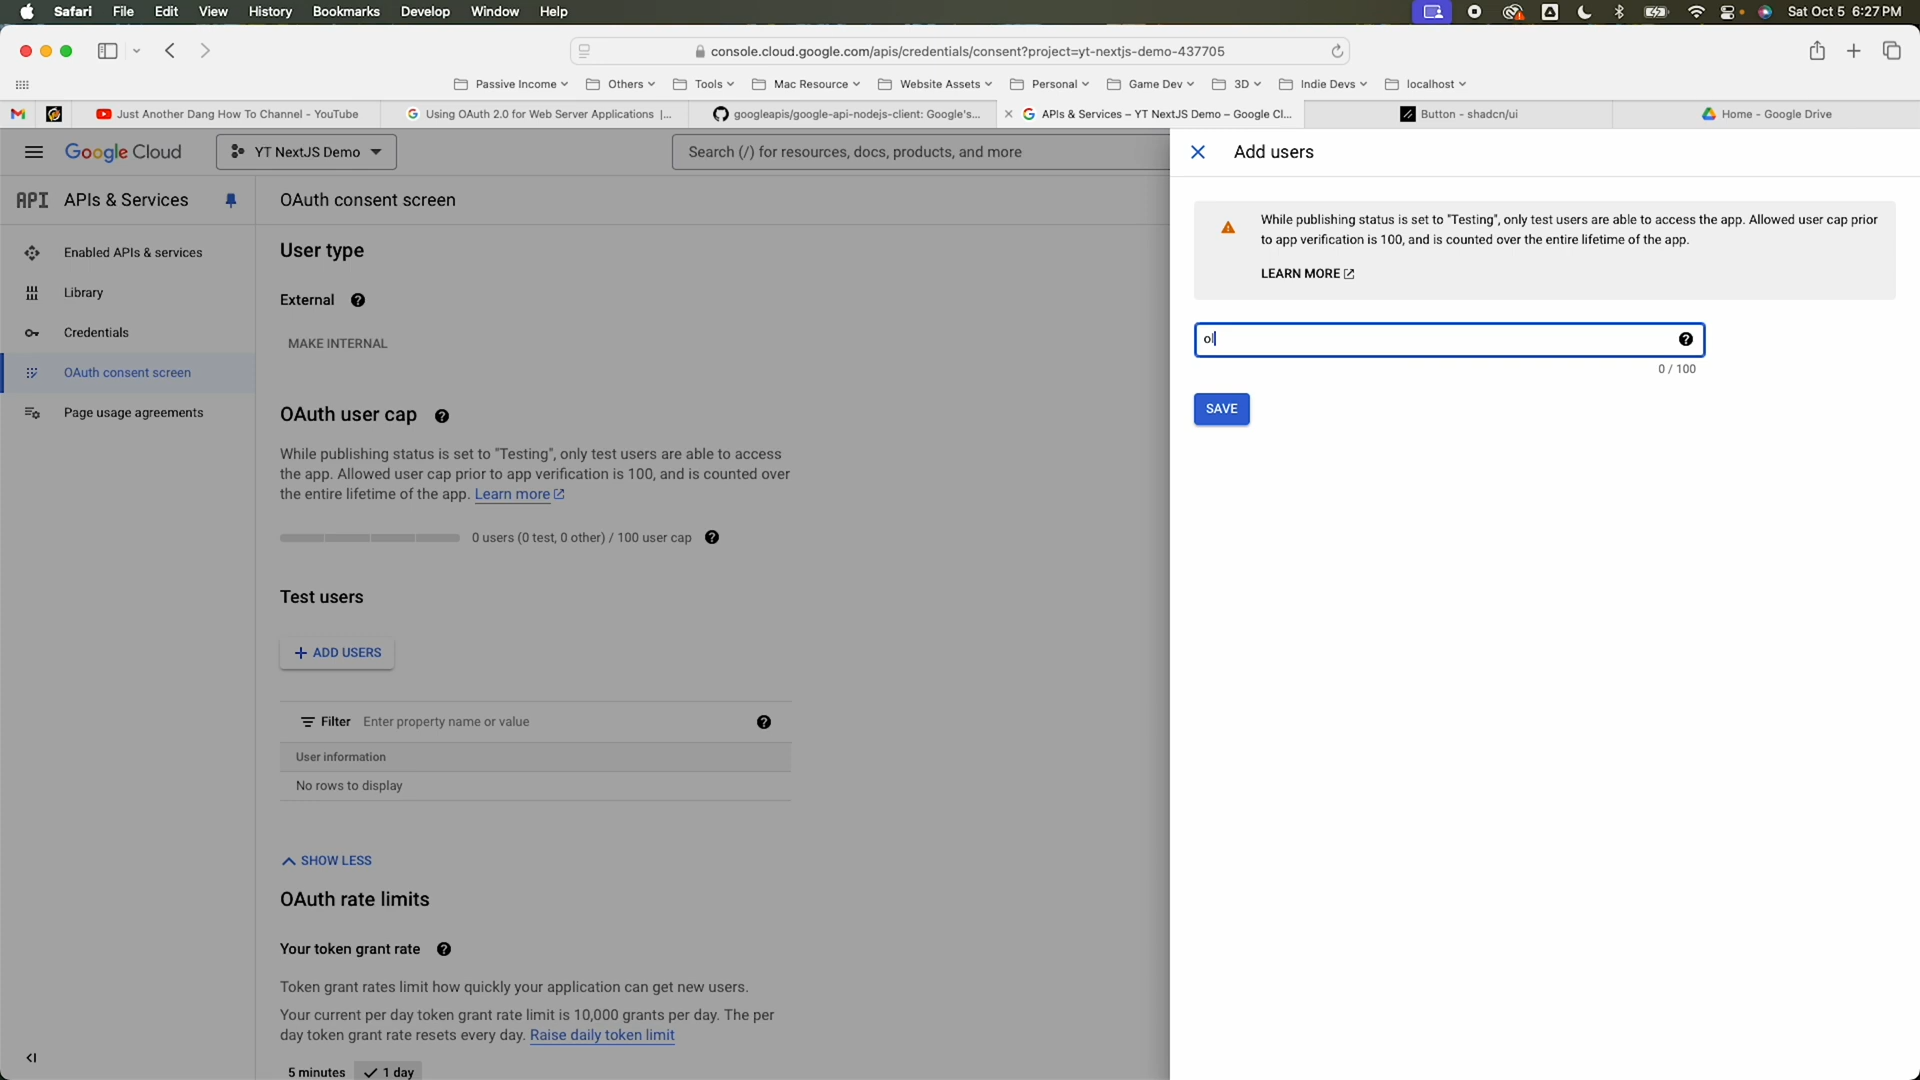 Safari File Edit View History Bookmarks Develop Window Help Sat Oct 5 6:27 PM
console.cloud.google.com/apis/credentials/consent?project=yt-nextjs-demo-437705
Passive Income Others Tools Mac Resource Website Assets Personal Game Dev 3D Indie Devs localhost
Just Another Dang How To Channel - YouTube Using OAuth 2.0 for Web Server Applications |... googleapis/google-api-nodejs-client: Google's... APIs & Services – YT NextJS Demo – Google Cl... Button - shadcn/ui Home - Google Drive
Google Cloud YT NextJS Demo Search (/) for resources, docs, products, and more
API APIs & Services
Enabled APIs & services
Library
Credentials
OAuth consent screen
Page usage agreements
OAuth consent screen
User type
External
MAKE INTERNAL
OAuth user cap
While publishing status is set to "Testing", only test users are able to access
the app. Allowed user cap prior to app verification is 100, and is counted over
the entire lifetime of the app. Learn more
0 users (0 test, 0 other) / 100 user cap
Test users
+ ADD USERS
Filter Enter property name or value
User information
No rows to display
SHOW LESS
OAuth rate limits
Your token grant rate
Token grant rates limit how quickly your application can get new users.
Your current per day token grant rate limit is 10,000 grants per day. The per
day token grant rate resets every day. Raise daily token limit
5 minutes 1 day
Add users
While publishing status is set to "Testing", only test users are able to access the app. Allowed user cap prior
to app verification is 100, and is counted over the entire lifetime of the app.
LEARN MORE
ol
0 / 100
SAVE